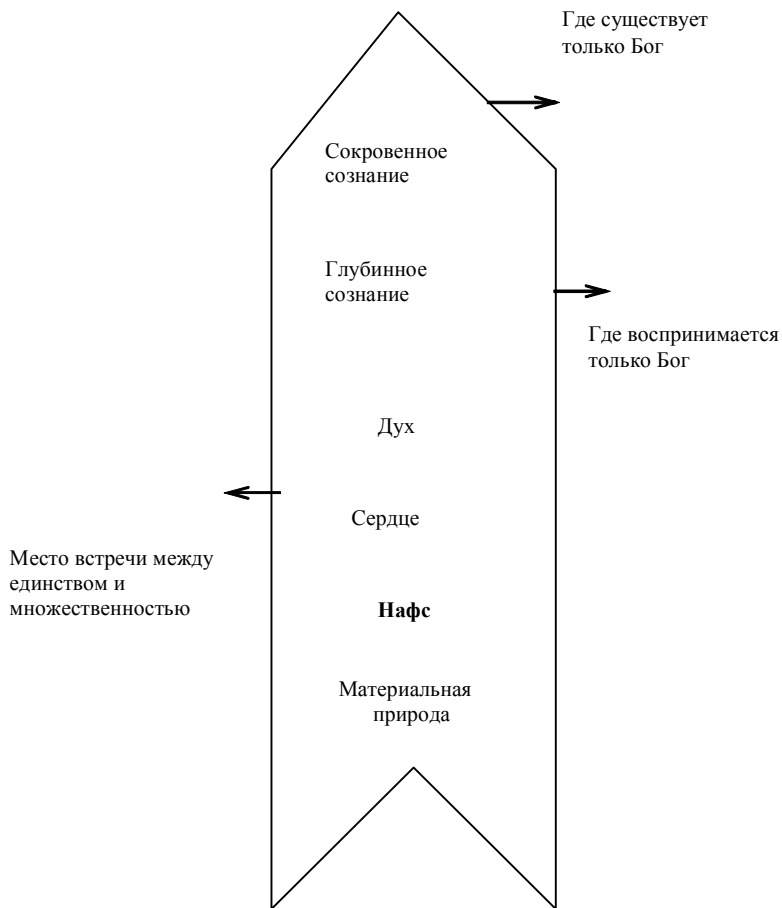 Где существует
только Бог
Сокровенное
сознание
Глубинное
сознание
Где воспринимается
только Бог
Дух
Сердце
Место встречи между
единством и
множественностью
Нафс
Материальная
природа